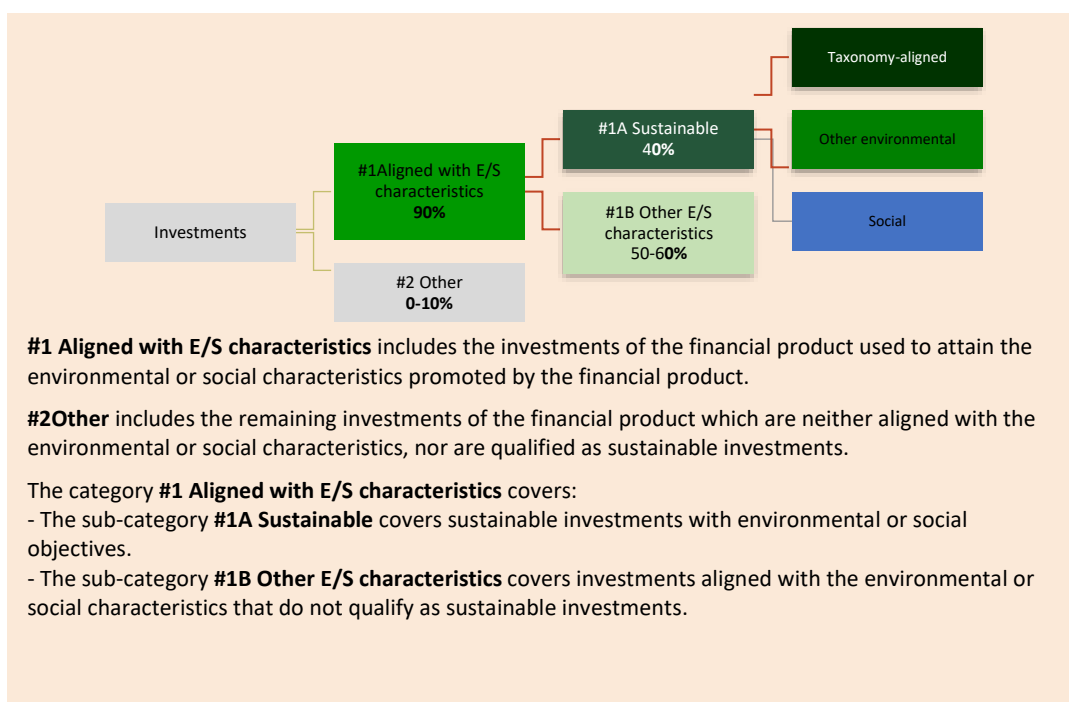 Taxonomy-aligned
#1A Sustainable
40%
Other environmental
#1Aligned with E/S
characteristics
90%
#1B Other E/S
characteristics
50-60%
Social
Investments
#2 Other
0-10%
#1 Aligned with E/S characteristics includes the investments of the financial product used to attain the
environmental or social characteristics promoted by the financial product.
#2Other includes the remaining investments of the financial product which are neither aligned with the
environmental or social characteristics, nor are qualified as sustainable investments.
The category #1 Aligned with E/S characteristics covers:
- The sub-category #1A Sustainable covers sustainable investments with environmental or social
objectives.
- The sub-category #1B Other E/S characteristics covers investments aligned with the environmental or
social characteristics that do not qualify as sustainable investments.